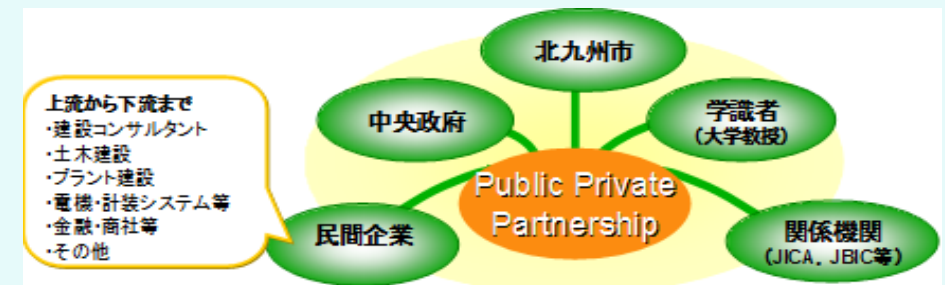 北九州市
中央政府
学識者
(大学教授)
上流から下流まで
・建設コンサルタント
・土木建設
・プラント建設
・電機・計装システム等
・金融・商社等
・その他
Public Private
Partnership
民間企業
関係機関
(JICA，JBIC等)